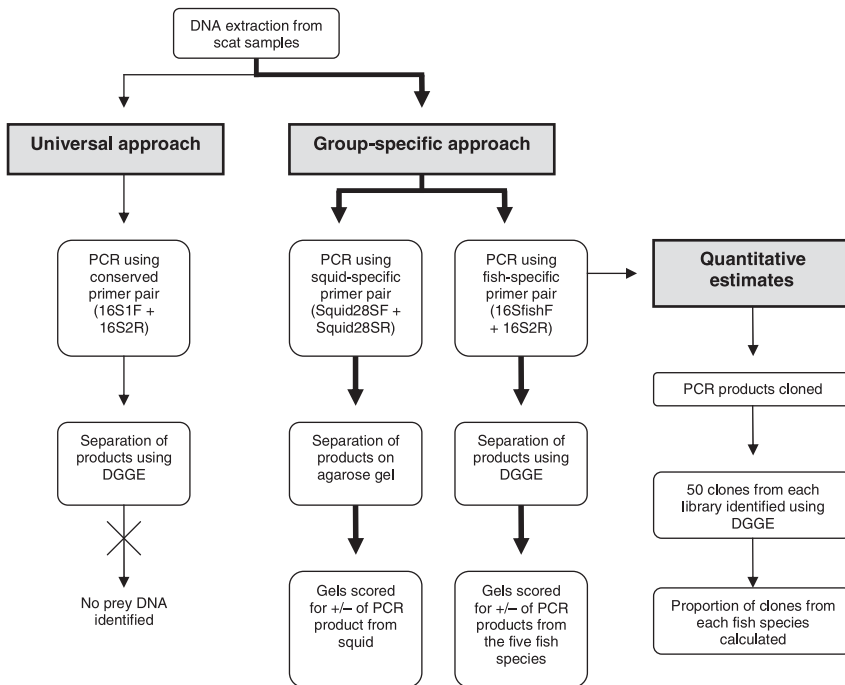 DNA extraction from
scat samples
Universal approach
Group-specific approach
PCR using
conserved
primer pair
(16S1F +
16S2R)
PCR using
squid-specific
primer pair
(Squid28SF +
Squid28SR)
PCR using
fish-specific
primer pair
(16SfishF
+ 16S2R)
Quantitative
estimates
PCR products cloned
Separation of
products using
DGGE
Separation of
products on
agarose gel
Separation of
products using
DGGE
50 clones from each
library identified using
DGGE
No prey DNA
identified
Gels scored
for +/– of PCR
product from
squid
Gels scored
for +/– of PCR
products from
the five fish
species
Proportion of clones from
each fish species
calculated